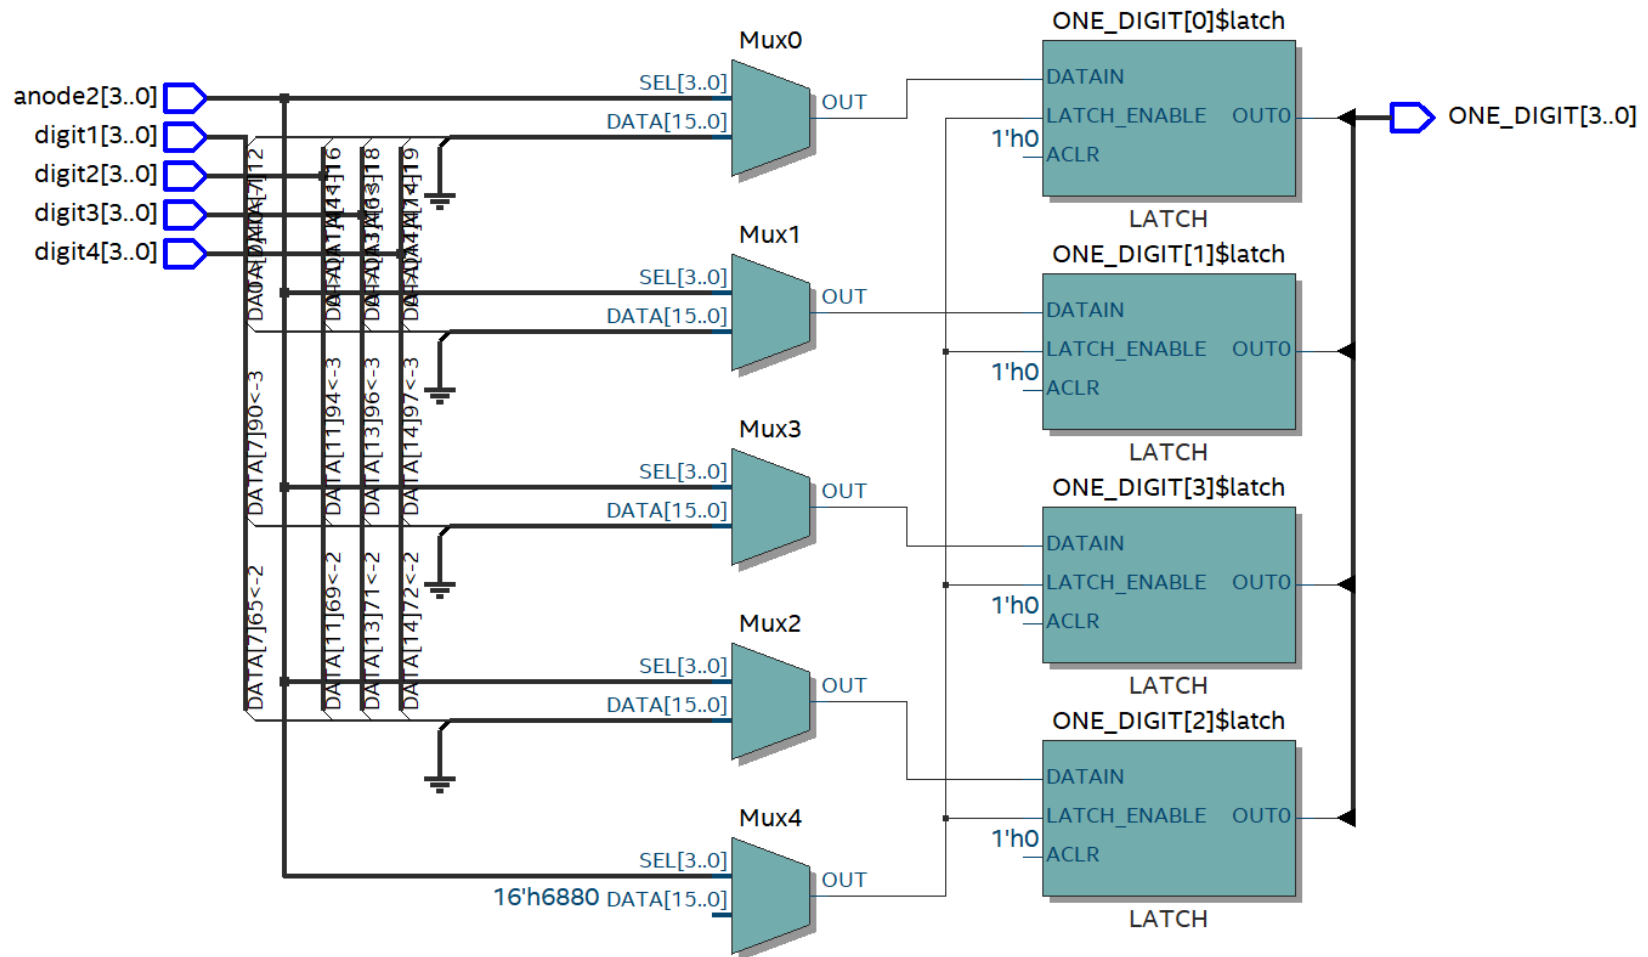 anode2[3..0]
digit1[3..0]
digit2[3..0]
digit3[3..0]
digit4[3..0]
DATA[7]90<-3
DATA[11]94<-3
DATA[13]96<-3
DATA[14]97<-3
DATA[7]65<-2
DATA[11]69<-2
DATA[13]71<-2
DATA[14]72<-2
Mux0
SEL[3..0]
DATA[15..0]
OUT
Mux1
SEL[3..0]
DATA[15..0]
OUT
Mux3
SEL[3..0]
DATA[15..0]
OUT
Mux2
SEL[3..0]
DATA[15..0]
OUT
Mux4
SEL[3..0]
16'h6880 DATA[15..0]
OUT
ONE_DIGIT[0]$latch
DATAIN
LATCH_ENABLE OUT0
1'h0
ACLR
LATCH
ONE_DIGIT[1]$latch
DATAIN
LATCH_ENABLE OUT0
1'h0
ACLR
LATCH
ONE_DIGIT[3]$latch
DATAIN
LATCH_ENABLE OUT0
1'h0
ACLR
LATCH
ONE_DIGIT[2]$latch
DATAIN
LATCH_ENABLE OUT0
1'h0
ACLR
LATCH
ONE_DIGIT[3..0]